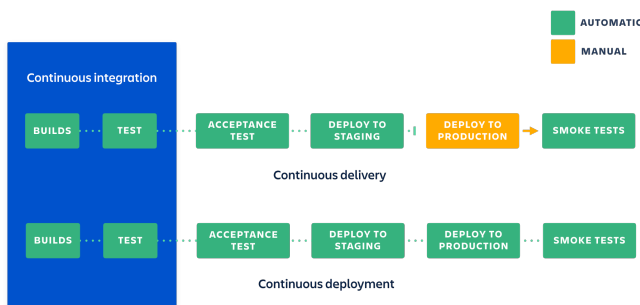 AUTOMATIC
MANUAL
Continuous integration
BUILDS
TEST
ACCEPTANCE
TEST
DEPLOY TO
STAGING
DEPLOY TO
PRODUCTION
SMOKE TESTS
Continuous delivery
BUILDS
TEST
ACCEPTANCE
TEST
DEPLOY TO
STAGING
DEPLOY TO
PRODUCTION
SMOKE TESTS
Continuous deployment